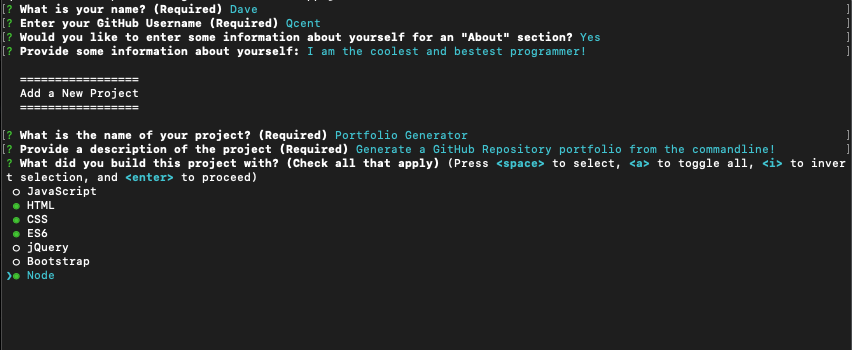 [? What is your name? (Required) Dave ]
[? Enter your GitHub Username (Required) Qcent ]
[? Would you like to enter some information about yourself for an "About" section? Yes ]
[? Provide some information about yourself: I am the coolest and bestest programmer! ]
=================
Add a New Project
=================
[? What is the name of your project? (Required) Portfolio Generator ]
[? Provide a description of the project (Required) Generate a GitHub Repository portfolio from the commandline! ]
? What did you build this project with? (Check all that apply) (Press <space> to select, <a> to toggle all, <i> to inver
t selection, and <enter> to proceed)
○ JavaScript
◉ HTML
◉ CSS
◉ ES6
○ jQuery
○ Bootstrap
❯◉ Node